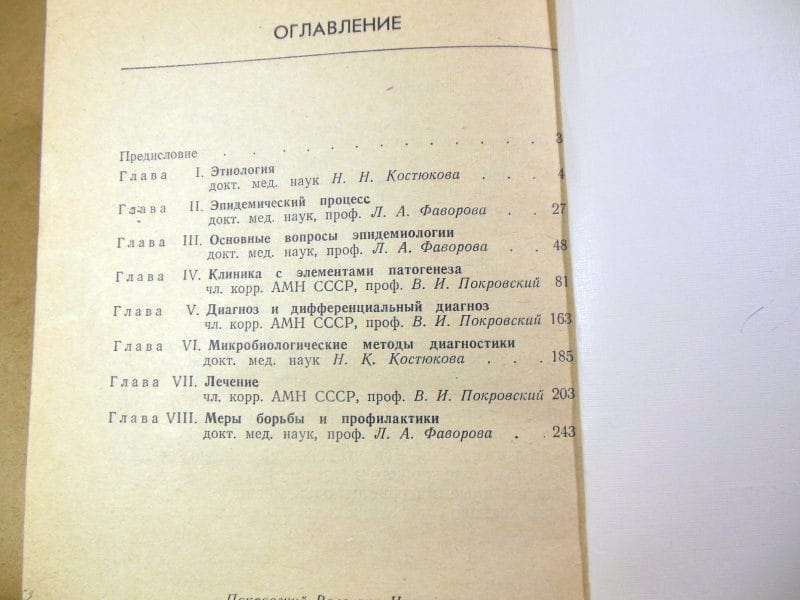 ОГЛАВЛЕНИЕ
Предисловие . . . . . . . . . . . . . 3
Глава I. Этиология
докт. мед. наук Н. Н. Костюкова . . . 4
Глава II. Эпидемический процесс
докт. мед. наук, проф. Л. А. Фаворова . . 27
Глава III. Основные вопросы эпидемиологии
докт. мед. наук, проф. Л. А. Фаворова . . 48
Глава IV. Клиника с элементами патогенеза
чл. корр. АМН СССР, проф. В. И. Покровский 81
Глава V. Диагноз и дифференциальный диагноз
чл. корр. АМН СССР, проф. В. И. Покровский 163
Глава VI. Микробиологические методы диагностики
докт. мед. наук Н. К. Костюкова . . . 185
Глава VII. Лечение
чл. корр. АМН СССР, проф. В. И. Покровский 203
Глава VIII. Меры борьбы и профилактики
докт. мед. наук, проф. Л. А. Фаворова . . 243